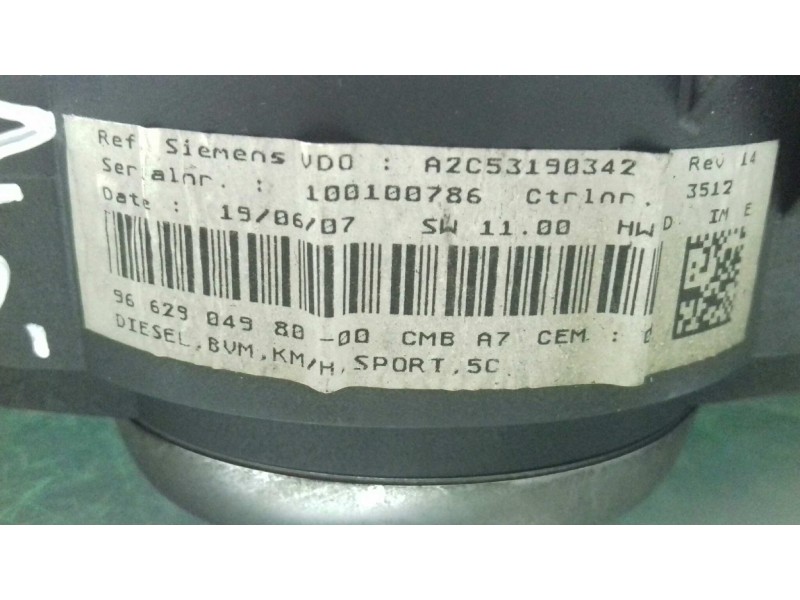 Ref Siemens VDO : A2C53190342 Rev 14
Serialnr. : 100100786 Ctrlnr. 3512
Date : 19/06/07 SW 11.00 HW D IM E
96 629 049 80-00 CMB A7 CEM : 0
DIESEL,BVM,KM/H,SPORT,5C